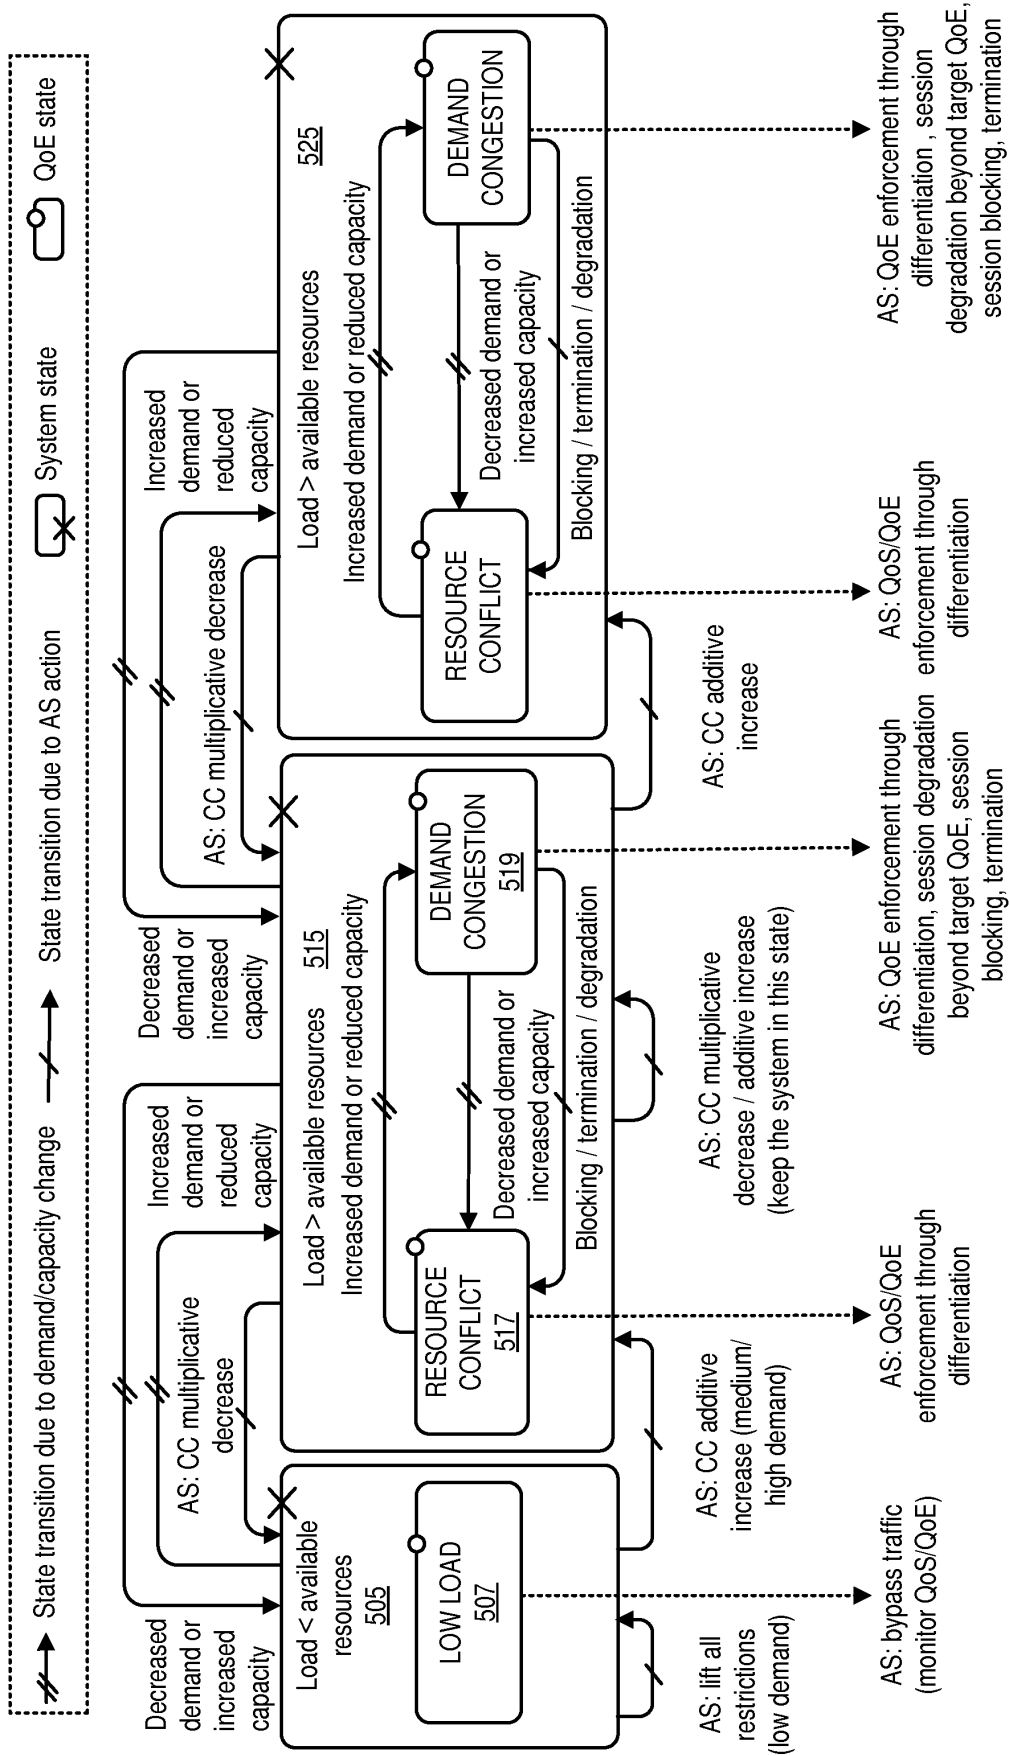 State transition due to demand/capacity change
State transition due to AS action
System state
QoE state
Decreased
demand or
increased
capacity
AS: CC multiplicative
decrease
Increased
demand or
reduced
capacity
Decreased
demand or
increased
capacity
AS: CC multiplicative decrease
Increased
demand or
reduced
capacity
Load < available
resources
505
LOW LOAD
507
Load > available resources
515
Increased demand or reduced capacity
RESOURCE
CONFLICT
517
DEMAND
CONGESTION
519
Decreased demand or
increased capacity
Blocking / termination / degradation
Load > available resources
525
Increased demand or reduced capacity
RESOURCE
CONFLICT
DEMAND
CONGESTION
Decreased demand or
increased capacity
Blocking / termination / degradation
AS: lift all
restrictions
(low demand)
AS: CC additive
increase (medium/
high demand)
AS: CC multiplicative
decrease / additive increase
(keep the system in this state)
AS: CC additive
increase
AS: bypass traffic
(monitor QoS/QoE)
AS: QoS/QoE
enforcement through
differentiation
AS: QoE enforcement through
differentiation, session degradation
beyond target QoE, session
blocking, termination
AS: QoS/QoE
enforcement through
differentiation
AS: QoE enforcement through
differentiation , session
degradation beyond target QoE,
session blocking, termination